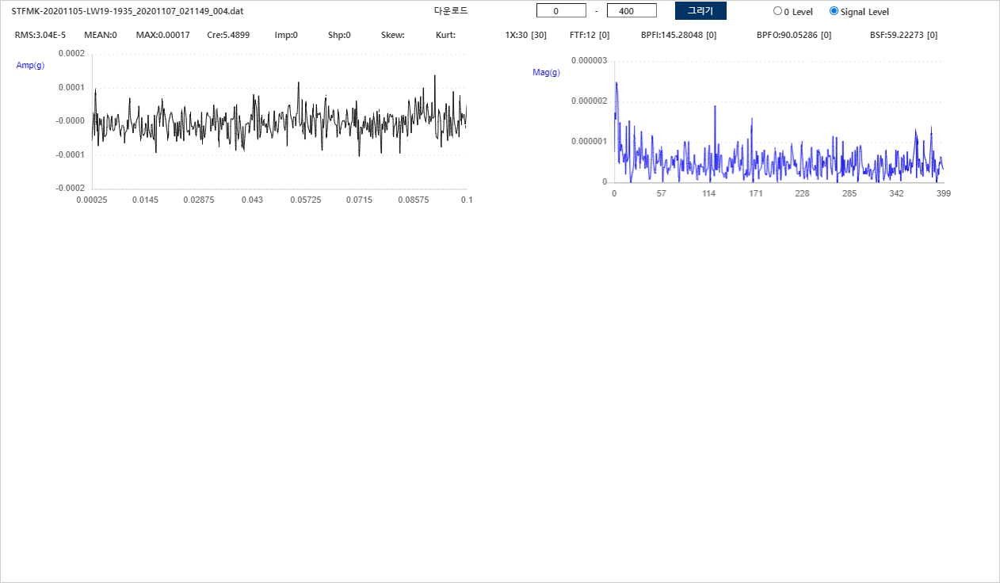 STFMK-20201105-LW19-1935_20201107_021149_004.dat 다운로드 0 - 400 그리기 0 Level Signal Level
RMS:3.04E-5 MEAN:0 MAX:0.00017 Cre:5.4899 Imp:0 Shp:0 Skew: Kurt: 1X:30 [30] FTF:12 [0] BPFI:145.28048 [0] BPFO:90.05286 [0] BSF:59.22273 [0]
Amp(g)
0.0002
0.0001
-0.0000
-0.0001
-0.0002
0.00025 0.0145 0.02875 0.043 0.05725 0.0715 0.08575 0.1
Mag(g)
0.000003
0.000002
0.000001
0
0 57 114 171 228 285 342 399